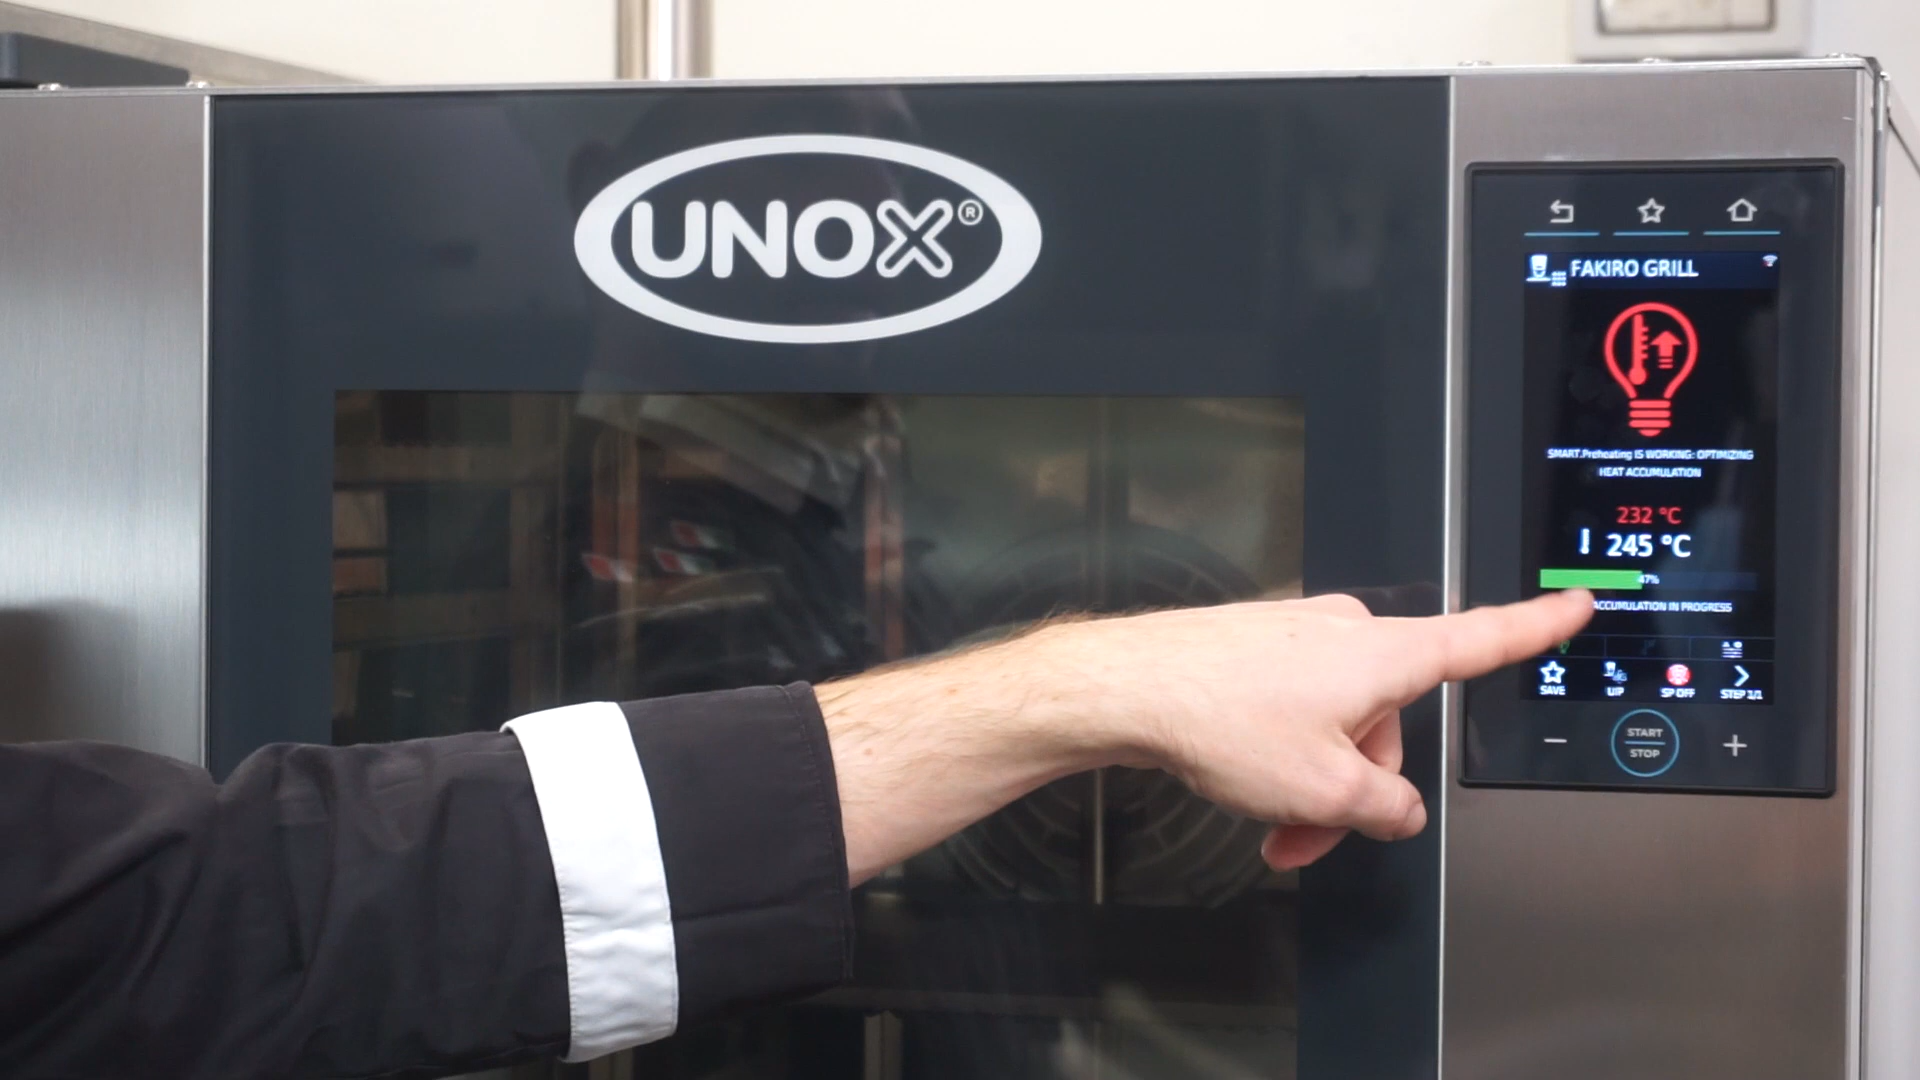 UNOX®
FAKIRO GRILL
SMART.Preheating IS WORKING: OPTIMIZING
HEAT ACCUMULATION
232 °C
245 °C
47%
ACCUMULATION IN PROGRESS
SAVE
UIP
SP OFF
STEP 1/1
START
STOP